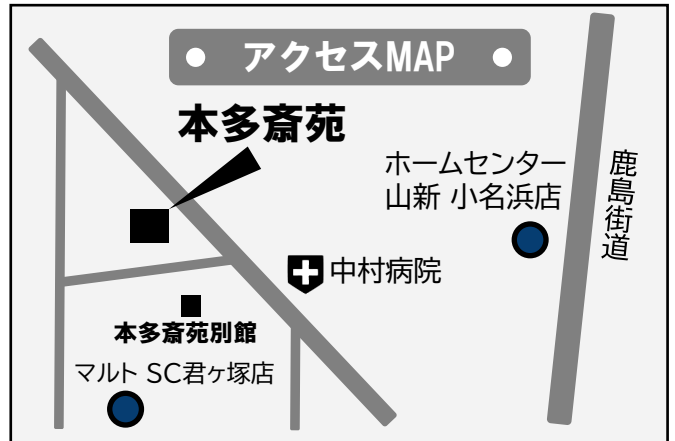 アクセスMAP
本多斎苑
ホームセンター
山新 小名浜店
鹿島街道
中村病院
本多斎苑別館
マルト SC君ヶ塚店